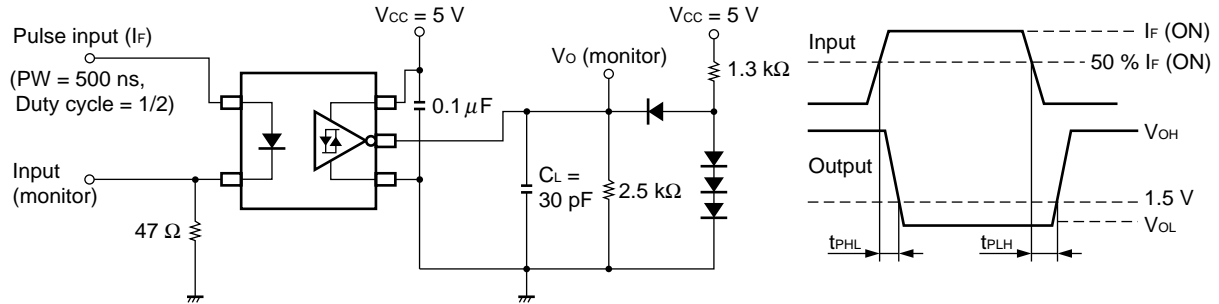 Pulse input (IF)
(PW = 500 ns,
Duty cycle = 1/2)
Input
(monitor)
47 Ω
VCC = 5 V
0.1 μF
VO (monitor)
CL =
30 pF
2.5 kΩ
VCC = 5 V
1.3 kΩ
Input
IF (ON)
50 % IF (ON)
Output
VOH
1.5 V
VOL
tPHL
tPLH